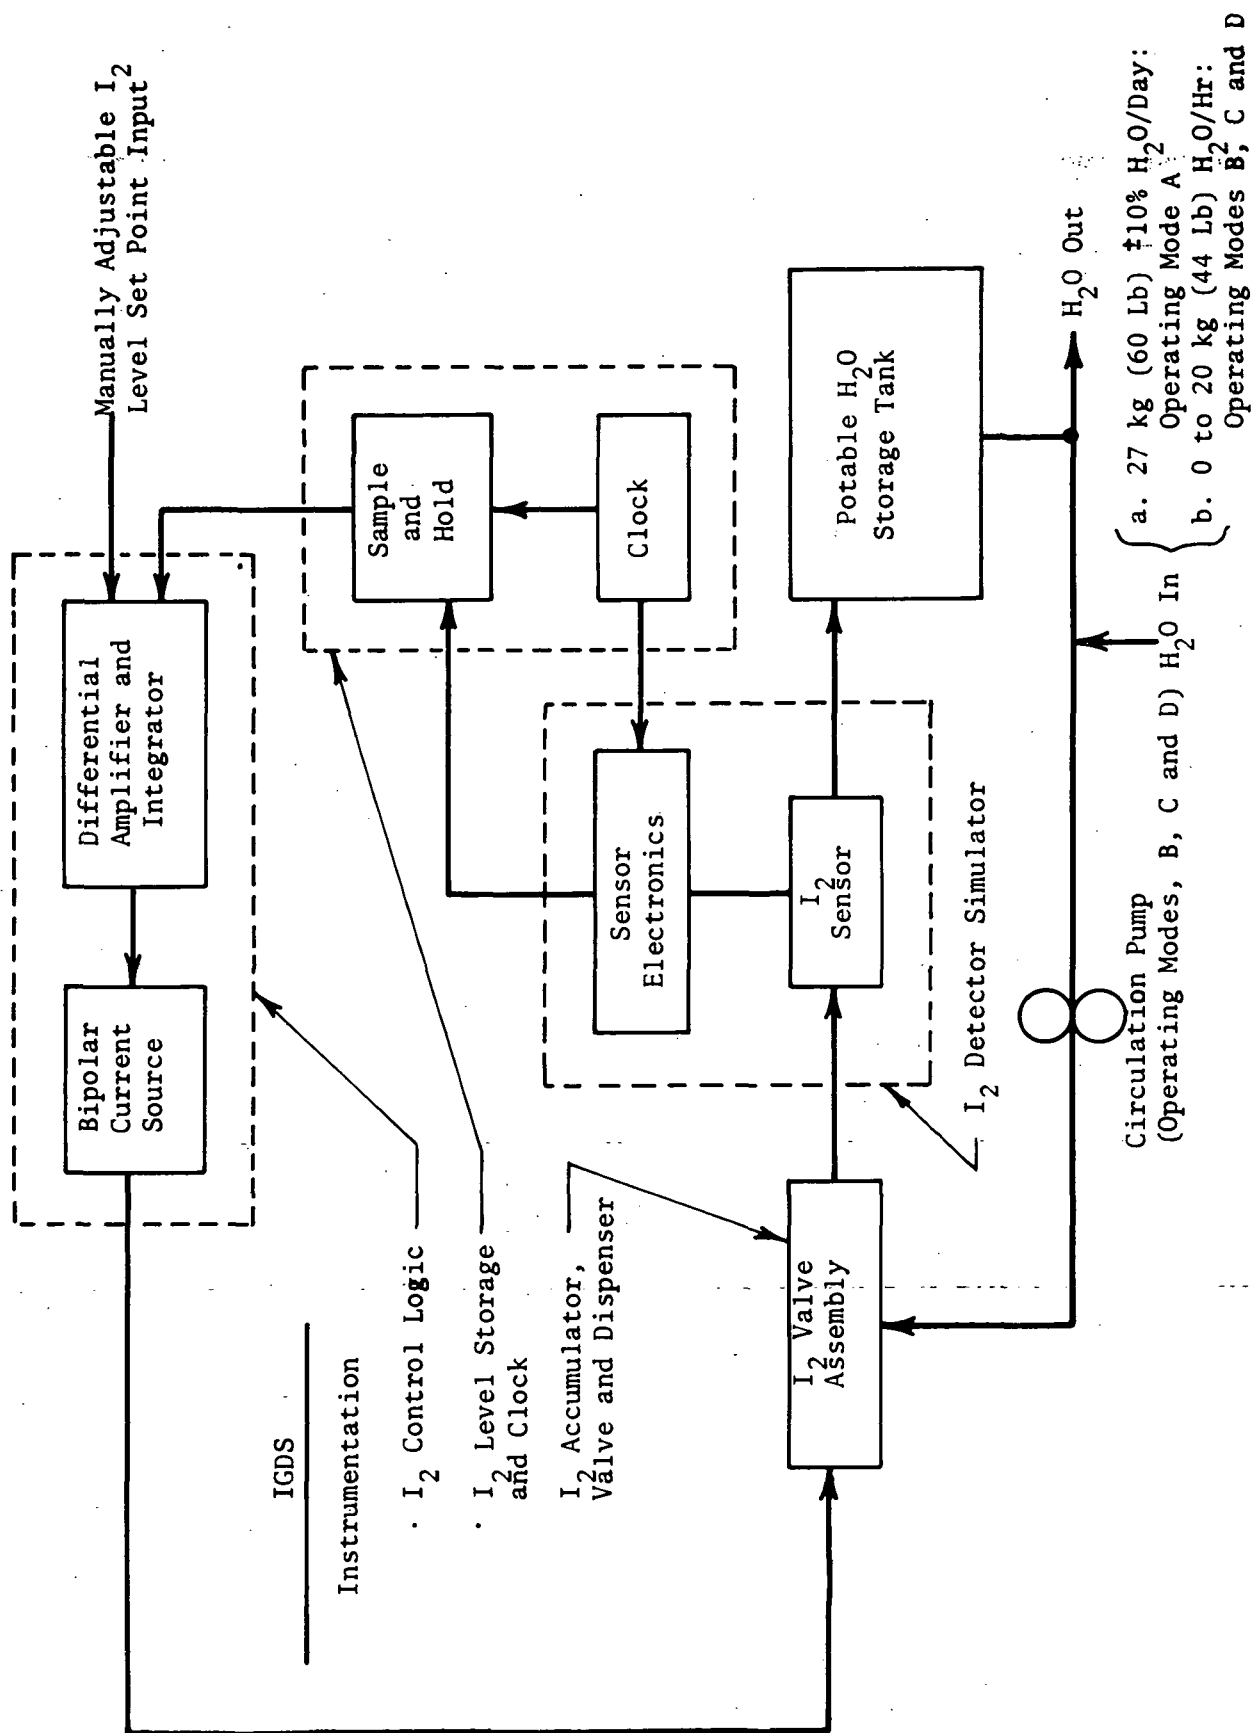 Manually Adjustable I2
Level Set Point Input
Bipolar
Current
Source
Differential
Amplifier and
Integrator
IGDS
Instrumentation
· I2 Control Logic
· I2 Level Storage
and Clock
I2 Accumulator,
Valve and Dispenser
Sample
and
Hold
Clock
Sensor
Electronics
I2
Sensor
I2 Detector Simulator
I2 Valve
Assembly
Potable H2O
Storage Tank
H2O Out
Circulation Pump
(Operating Modes, B, C and D)
H2O In
a. 27 kg (60 Lb) ±10% H2O/Day:
Operating Mode A
b. 0 to 20 kg (44 Lb) H2O/Hr:
Operating Modes B, C and D